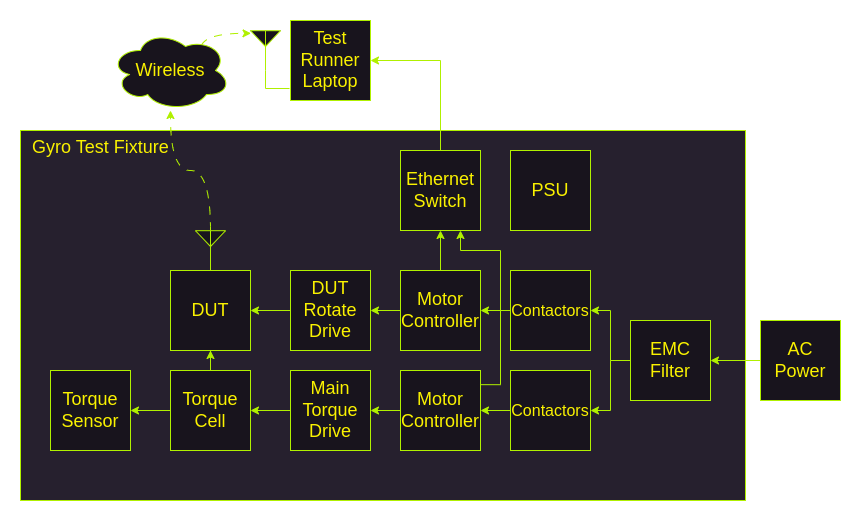 Test
Runner
Laptop
Wireless
Gyro Test Fixture
Ethernet
Switch
PSU
DUT
DUT
Rotate
Drive
Motor
Controller
Contactors
EMC
Filter
AC
Power
Torque
Sensor
Torque
Cell
Main
Torque
Drive
Motor
Controller
Contactors